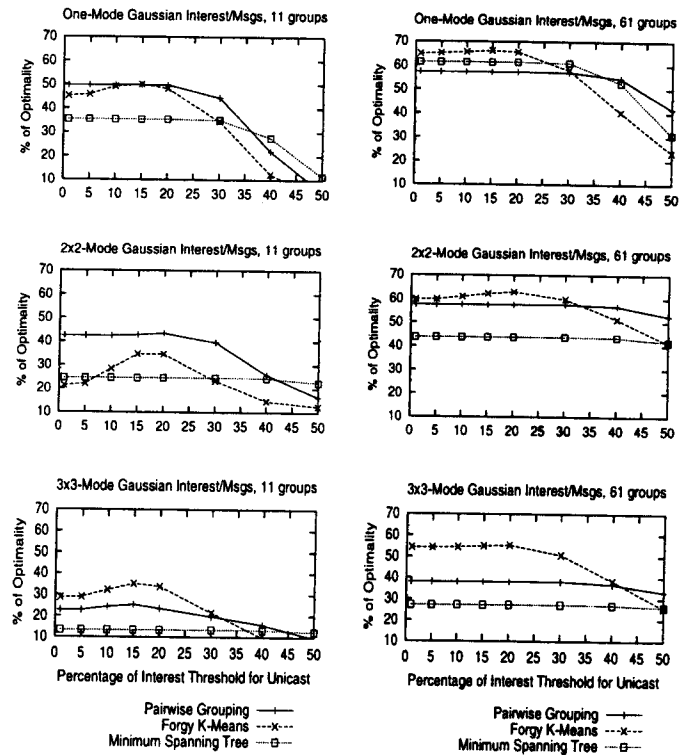 One-Mode Gaussian Interest/Msgs, 11 groups
% of Optimality
70
60
50
40
30
20
10
0 5 10 15 20 25 30 35 40 45 50
One-Mode Gaussian Interest/Msgs, 61 groups
% of Optimality
70
60
50
40
30
20
10
0 5 10 15 20 25 30 35 40 45 50
2x2-Mode Gaussian Interest/Msgs, 11 groups
% of Optimality
70
60
50
40
30
20
10
0 5 10 15 20 25 30 35 40 45 50
2x2-Mode Gaussian Interest/Msgs, 61 groups
% of Optimality
70
60
50
40
30
20
10
0 5 10 15 20 25 30 35 40 45 50
3x3-Mode Gaussian Interest/Msgs, 11 groups
% of Optimality
70
60
50
40
30
20
10
0 5 10 15 20 25 30 35 40 45 50
Percentage of Interest Threshold for Unicast
Pairwise Grouping
Forgy K-Means
Minimum Spanning Tree
3x3-Mode Gaussian Interest/Msgs, 61 groups
% of Optimality
70
60
50
40
30
20
10
0 5 10 15 20 25 30 35 40 45 50
Percentage of Interest Threshold for Unicast
Pairwise Grouping
Forgy K-Means
Minimum Spanning Tree